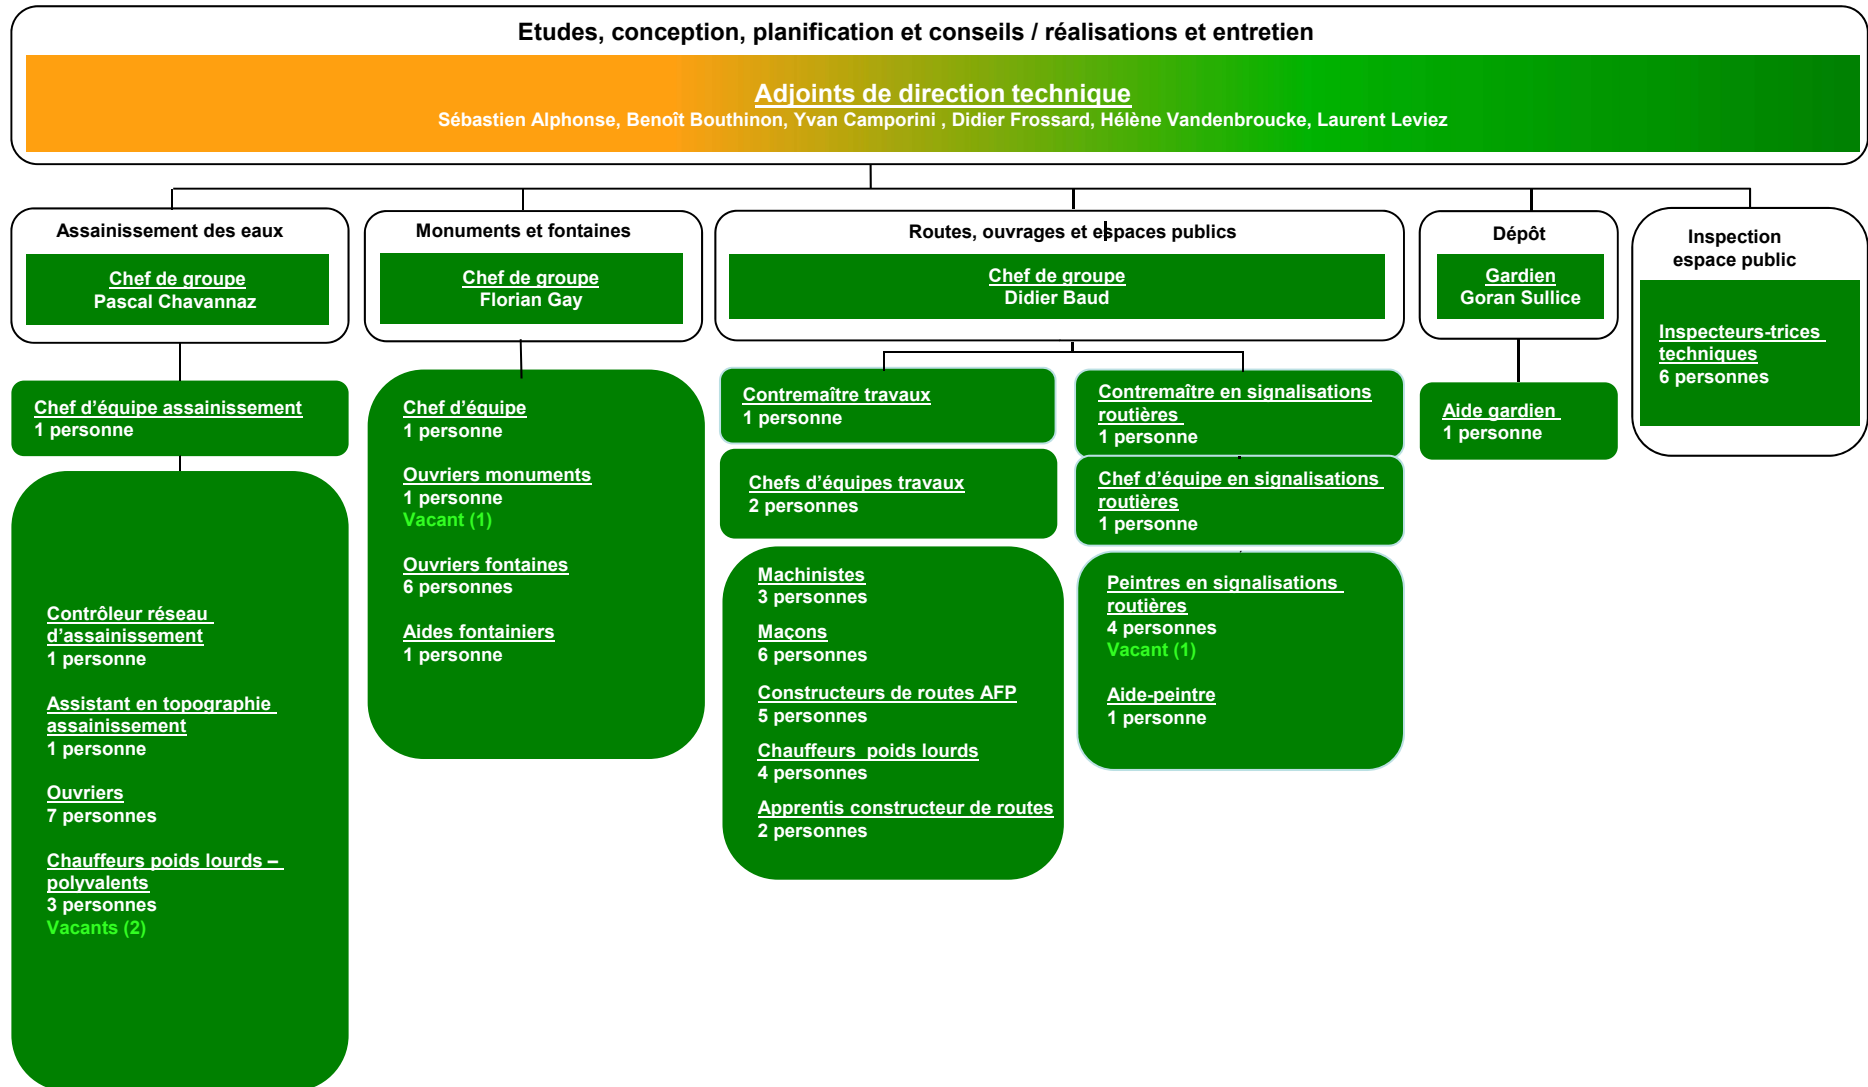 Etudes, conception, planification et conseils / réalisations et entretien
Adjoints de direction technique
Sébastien Alphonse, Benoît Bouthinon, Yvan Camporini , Didier Frossard, Hélène Vandenbroucke, Laurent Leviez
Assainissement des eaux
Chef de groupe
Pascal Chavannaz
Chef d'équipe assainissement
1 personne
Contrôleur réseau
d'assainissement
1 personne
Assistant en topographie
assainissement
1 personne
Ouvriers
7 personnes
Chauffeurs poids lourds –
polyvalents
3 personnes
Vacants (2)
Monuments et fontaines
Chef de groupe
Florian Gay
Chef d'équipe
1 personne
Ouvriers monuments
1 personne
Vacant (1)
Ouvriers fontaines
6 personnes
Aides fontainiers
1 personne
Routes, ouvrages et espaces publics
Chef de groupe
Didier Baud
Contremaître travaux
1 personne
Chefs d'équipes travaux
2 personnes
Machinistes
3 personnes
Maçons
6 personnes
Constructeurs de routes AFP
5 personnes
Chauffeurs  poids lourds
4 personnes
Apprentis constructeur de routes
2 personnes
Contremaître en signalisations
routières
1 personne
Chef d'équipe en signalisations
routières
1 personne
Peintres en signalisations
routières
4 personnes
Vacant (1)
Aide-peintre
1 personne
Dépôt
Gardien
Goran Sullice
Aide gardien
1 personne
Inspection
espace public
Inspecteurs-trices
techniques
6 personnes